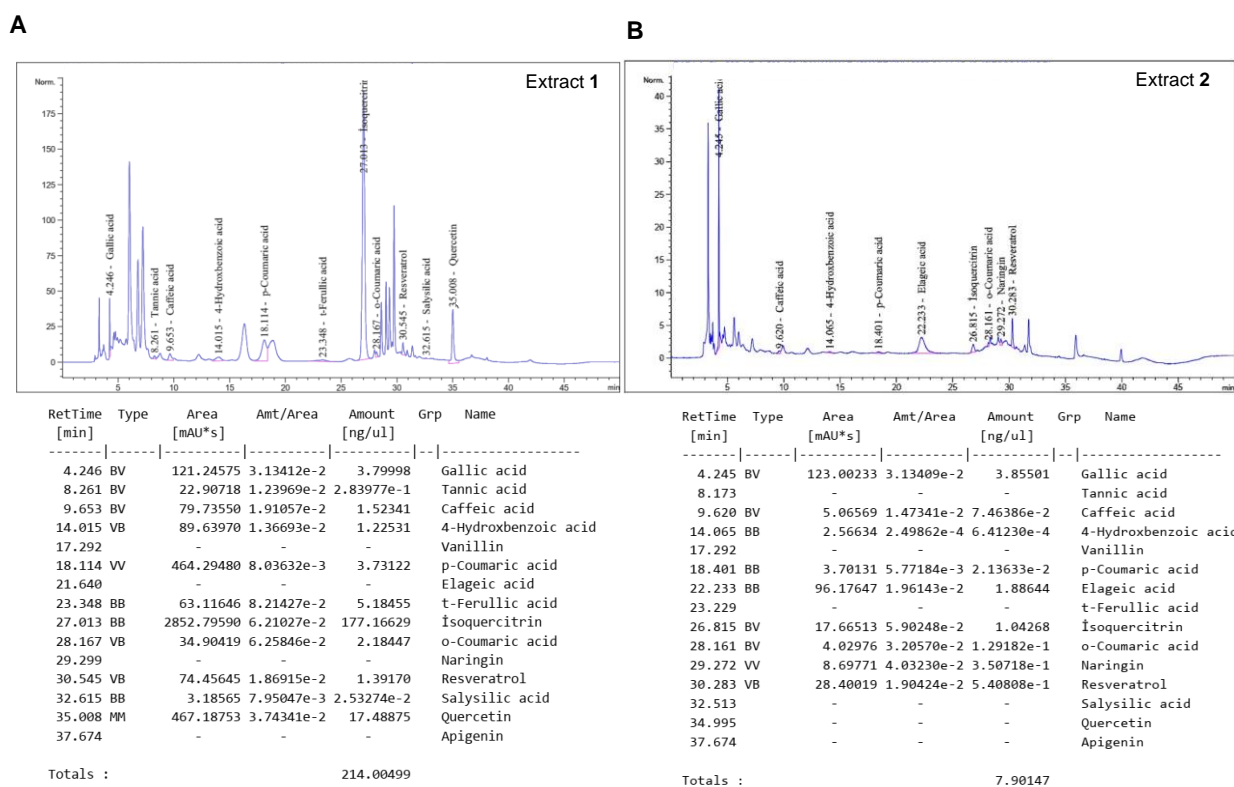 A
Extract 1
Norm.
175
150
125
100
75
50
25
0
4.246 - Gallic acid
8.261 - Tannic acid
9.653 - Caffeic acid
14.015 - 4-Hydroxbenzoic acid
18.114 - p-Coumaric acid
23.348 - t-Ferullic acid
27.013 - İsoquercitrin
28.167 - o-Coumaric acid
30.545 - Resveratrol
32.615 - Salysilic acid
35.008 - Quercetin
5 10 15 20 25 30 35 40 45 min
RetTime Type Area Amt/Area Amount Grp Name
[min] [mAU*s] [ng/ul]
-------|------|----------|----------|----------|--|------------------
4.246 BV 121.24575 3.13412e-2 3.79998 Gallic acid
8.261 BV 22.90718 1.23969e-2 2.83977e-1 Tannic acid
9.653 BV 79.73550 1.91057e-2 1.52341 Caffeic acid
14.015 VB 89.63970 1.36693e-2 1.22531 4-Hydroxbenzoic acid
17.292 - - - Vanillin
18.114 VV 464.29480 8.03632e-3 3.73122 p-Coumaric acid
21.640 - - - Elageic acid
23.348 BB 63.11646 8.21427e-2 5.18455 t-Ferullic acid
27.013 BB 2852.79590 6.21027e-2 177.16629 İsoquercitrin
28.167 VB 34.90419 6.25846e-2 2.18447 o-Coumaric acid
29.299 - - - Naringin
30.545 VB 74.45645 1.86915e-2 1.39170 Resveratrol
32.615 BB 3.18565 7.95047e-3 2.53274e-2 Salysilic acid
35.008 MM 467.18753 3.74341e-2 17.48875 Quercetin
37.674 - - - Apigenin
Totals : 214.00499
B
Extract 2
Norm.
40
35
30
25
20
15
10
5
0
4.245 - Gallic acid
9.620 - Caffeic acid
14.065 - 4-Hydroxbenzoic acid
18.401 - p-Coumaric acid
22.233 - Elageic acid
26.815 - İsoquercitrin
28.161 - o-Coumaric acid
29.272 - Naringin
30.283 - Resveratrol
5 10 15 20 25 30 35 40 45 min
RetTime Type Area Amt/Area Amount Grp Name
[min] [mAU*s] [ng/ul]
-------|------|----------|----------|----------|--|------------------
4.245 BV 123.00233 3.13409e-2 3.85501 Gallic acid
8.173 - - - Tannic acid
9.620 BV 5.06569 1.47341e-2 7.46386e-2 Caffeic acid
14.065 BB 2.56634 2.49862e-4 6.41230e-4 4-Hydroxbenzoic acid
17.292 - - - Vanillin
18.401 BB 3.70131 5.77184e-3 2.13633e-2 p-Coumaric acid
22.233 BB 96.17647 1.96143e-2 1.88644 Elageic acid
23.229 - - - t-Ferullic acid
26.815 BV 17.66513 5.90248e-2 1.04268 İsoquercitrin
28.161 BV 4.02976 3.20570e-2 1.29182e-1 o-Coumaric acid
29.272 VV 8.69771 4.03230e-2 3.50718e-1 Naringin
30.283 VB 28.40019 1.90424e-2 5.40808e-1 Resveratrol
32.513 - - - Salysilic acid
34.995 - - - Quercetin
37.674 - - - Apigenin
Totals : 7.90147